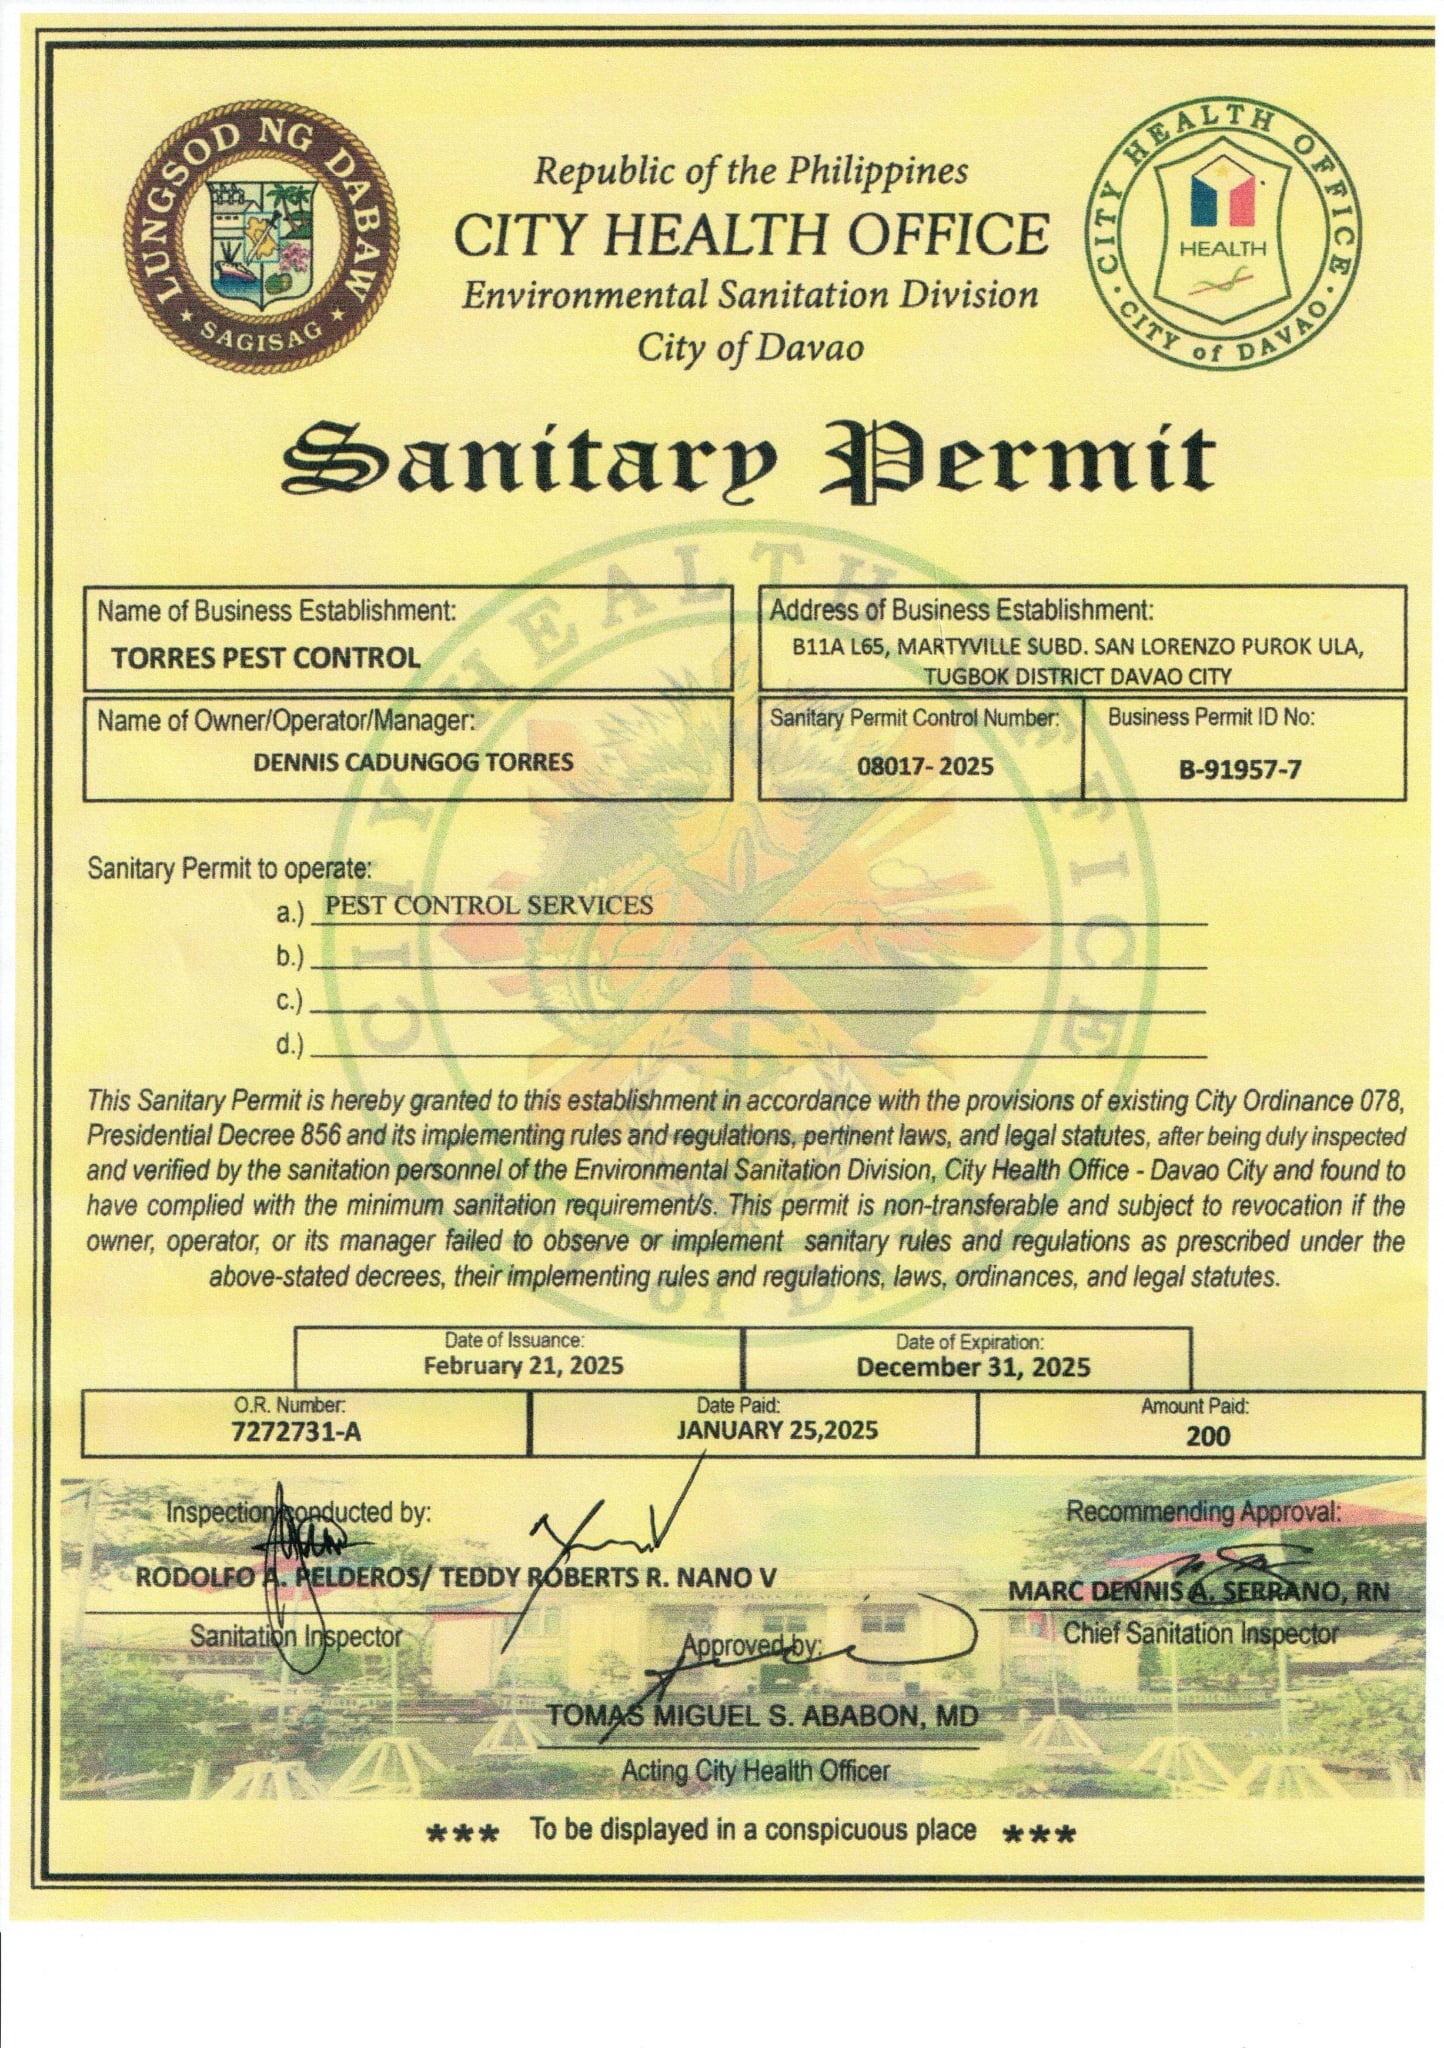 LUNGSOD NG DABAW
SAGISAG
Republic of the Philippines
CITY HEALTH OFFICE
Environmental Sanitation Division
City of Davao
CITY HEALTH OFFICE
HEALTH
CITY of DAVAO
Sanitary Permit
Name of Business Establishment:
TORRES PEST CONTROL
Address of Business Establishment:
B11A L65, MARTYVILLE SUBD. SAN LORENZO PUROK ULA,
TUGBOK DISTRICT DAVAO CITY
Name of Owner/Operator/Manager:
DENNIS CADUNGOG TORRES
Sanitary Permit Control Number:
08017- 2025
Business Permit ID No:
B-91957-7
Sanitary Permit to operate:
a.) PEST CONTROL SERVICES
b.)
c.)
d.)
CITY HEALTH OFFICE
CITY of DAVAO
This Sanitary Permit is hereby granted to this establishment in accordance with the provisions of existing City Ordinance 078,
Presidential Decree 856 and its implementing rules and regulations, pertinent laws, and legal statutes, after being duly inspected
and verified by the sanitation personnel of the Environmental Sanitation Division, City Health Office - Davao City and found to
have complied with the minimum sanitation requirement/s. This permit is non-transferable and subject to revocation if the
owner, operator, or its manager failed to observe or implement sanitary rules and regulations as prescribed under the
above-stated decrees, their implementing rules and regulations, laws, ordinances, and legal statutes.
Date of Issuance:
February 21, 2025
Date of Expiration:
December 31, 2025
O.R. Number:
7272731-A
Date Paid:
JANUARY 25,2025
Amount Paid:
200
Inspection conducted by:
RODOLFO A. PELDEROS/ TEDDY ROBERTS R. NANO V
Sanitation Inspector
Recommending Approval:
MARC DENNIS A. SERRANO, RN
Chief Sanitation Inspector
Approved by:
TOMAS MIGUEL S. ABABON, MD
Acting City Health Officer
*** To be displayed in a conspicuous place ***